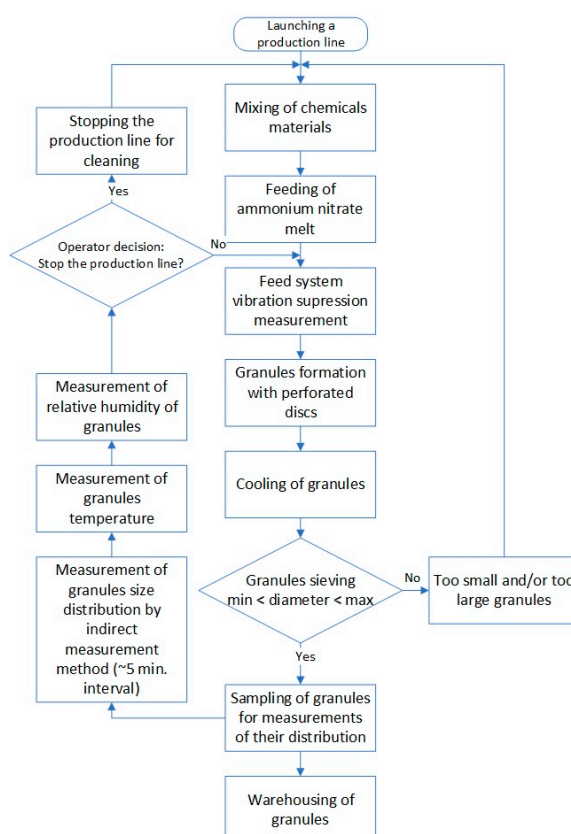 Launching a
production line
Mixing of chemicals
materials
Feeding of
ammonium nitrate
melt
Stopping the
production line for
cleaning
Yes
Operator decision:
Stop the production line?
No
Feed system
vibration supression
measurement
Granules formation
with perforated
discs
Cooling of granules
Granules sieving
min < diameter < max
No
Too small and/or too
large granules
Yes
Sampling of granules
for measurements
of their distribution
Warehousing of
granules
Measurement of
relative humidity of
granules
Measurement of
granules
temperature
Measurement of
granules size
distribution by
indirect
measurement
method (~5 min.
interval)